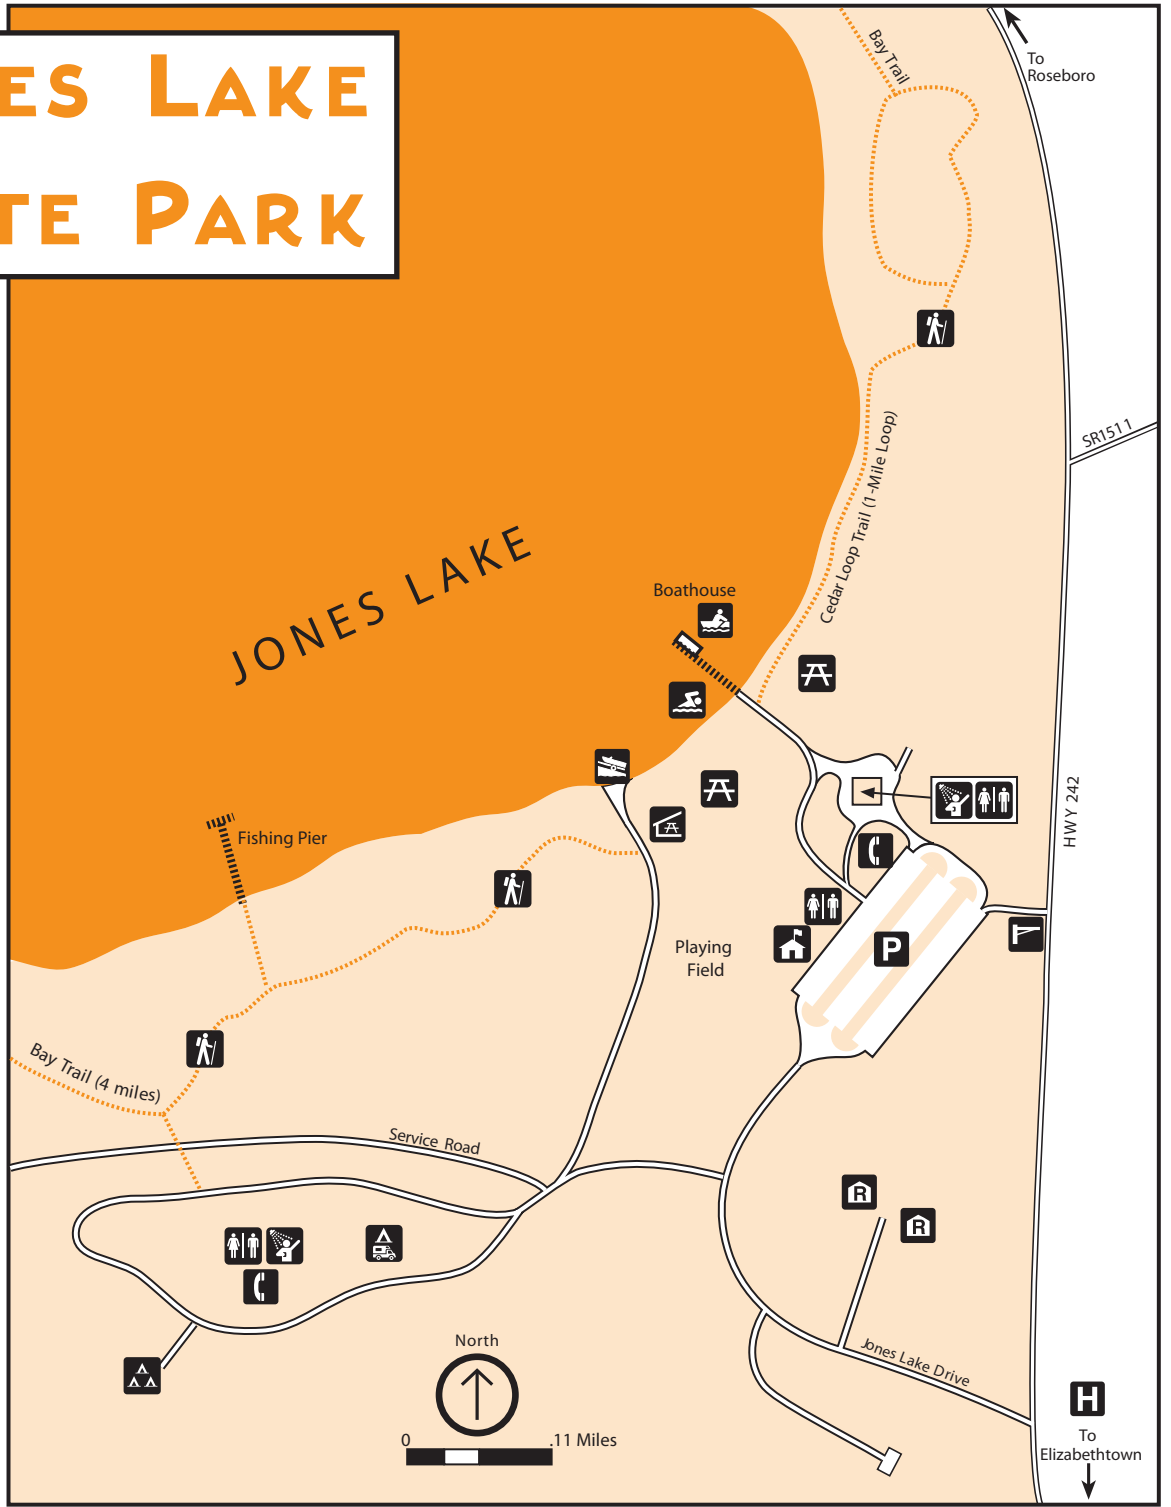 ES LAKE
TE PARK
Bay Trail
To
Roseboro
SR1511
Cedar Loop Trail (1-Mile Loop)
JONES LAKE
Boathouse
HWY 242
Fishing Pier
P
Playing
Field
Bay Trail (4 miles)
Service Road
R
R
North
0 .11 Miles
Jones Lake Drive
H
To
Elizabethtown